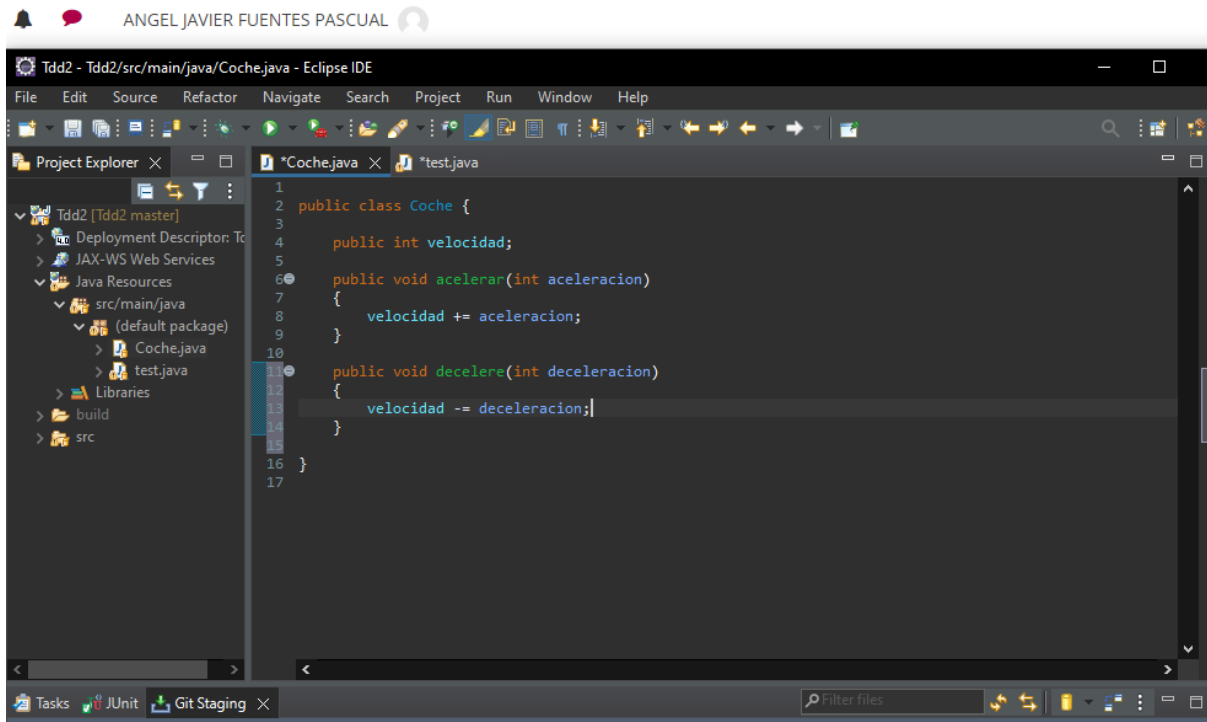 ANGEL JAVIER FUENTES PASCUAL
Tdd2 - Tdd2/src/main/java/Coche.java - Eclipse IDE
File Edit Source Refactor Navigate Search Project Run Window Help
Project Explorer
*Coche.java *test.java
Tdd2 [Tdd2 master]
Deployment Descriptor: Tc
JAX-WS Web Services
Java Resources
src/main/java
(default package)
Coche.java
test.java
Libraries
build
src
1
2 public class Coche {
3
4 public int velocidad;
5
6 public void acelerar(int aceleracion)
7 {
8 velocidad += aceleracion;
9 }
10
11 public void decelere(int deceleracion)
12 {
13 velocidad -= deceleracion;
14 }
15
16 }
17
Tasks JUnit Git Staging
Filter files